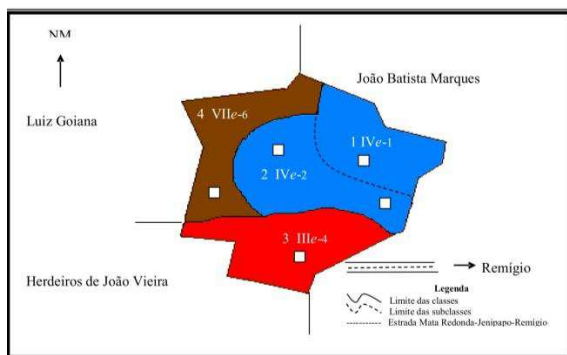 NM
João Batista Marques
4 VIIe-6
Luiz Goiana
1 IVe-1
2 IVe-2
3 IIIe-4
Remígio
Herdeiros de João Vieira
Legenda
Limite das classes
Limite das subclasses
Estrada Mata Redonda-Jenipapo-Remígio